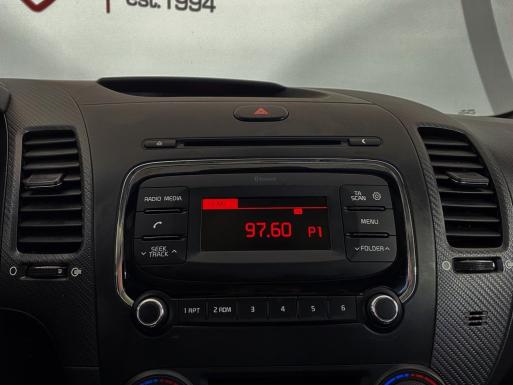 est.1994
Bluetooth
RADIO MEDIA
TA
SCAN
97.60 P1
MENU
SEEK
TRACK
FOLDER
1 RPT
2 RDM
3
4
5
6